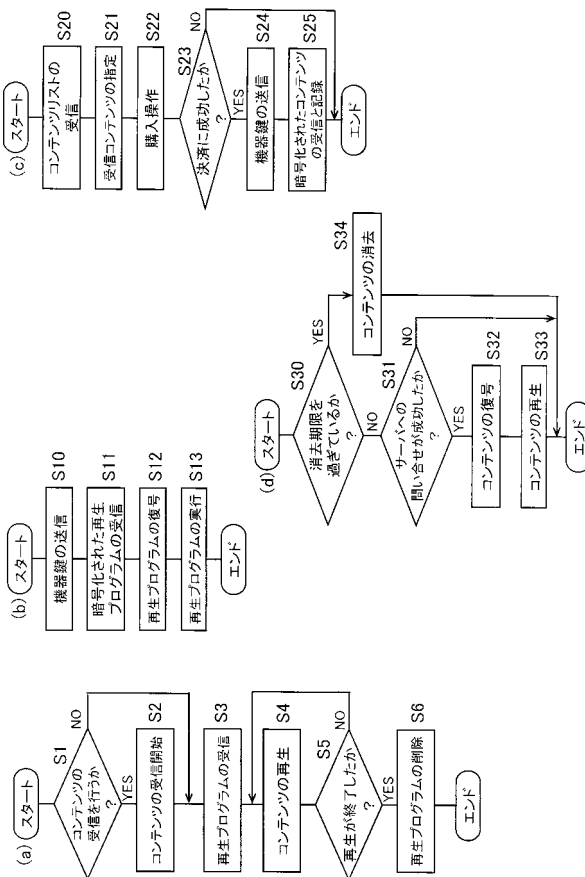 (a)
スタート
コンテンツの
受信を行うか
?
S1
YES
NO
コンテンツの受信開始
S2
再生プログラムの受信
S3
コンテンツの再生
S4
再生が終了したか
?
S5
NO
YES
再生プログラムの削除
S6
エンド
(b)
スタート
機器鍵の送信
S10
暗号化された再生
プログラムの受信
S11
再生プログラムの復号
S12
再生プログラムの実行
S13
エンド
(c)
スタート
コンテンツリストの
受信
S20
受信コンテンツの指定
S21
購入操作
S22
決済に成功したか
?
S23
NO
YES
機器鍵の送信
S24
暗号化されたコンテンツ
の受信と記録
S25
エンド
(d)
スタート
消去期限を
過ぎているか
?
S30
YES
NO
コンテンツの消去
S34
サーバへの
問い合せが成功したか
?
S31
NO
YES
コンテンツの復号
S32
コンテンツの再生
S33
エンド